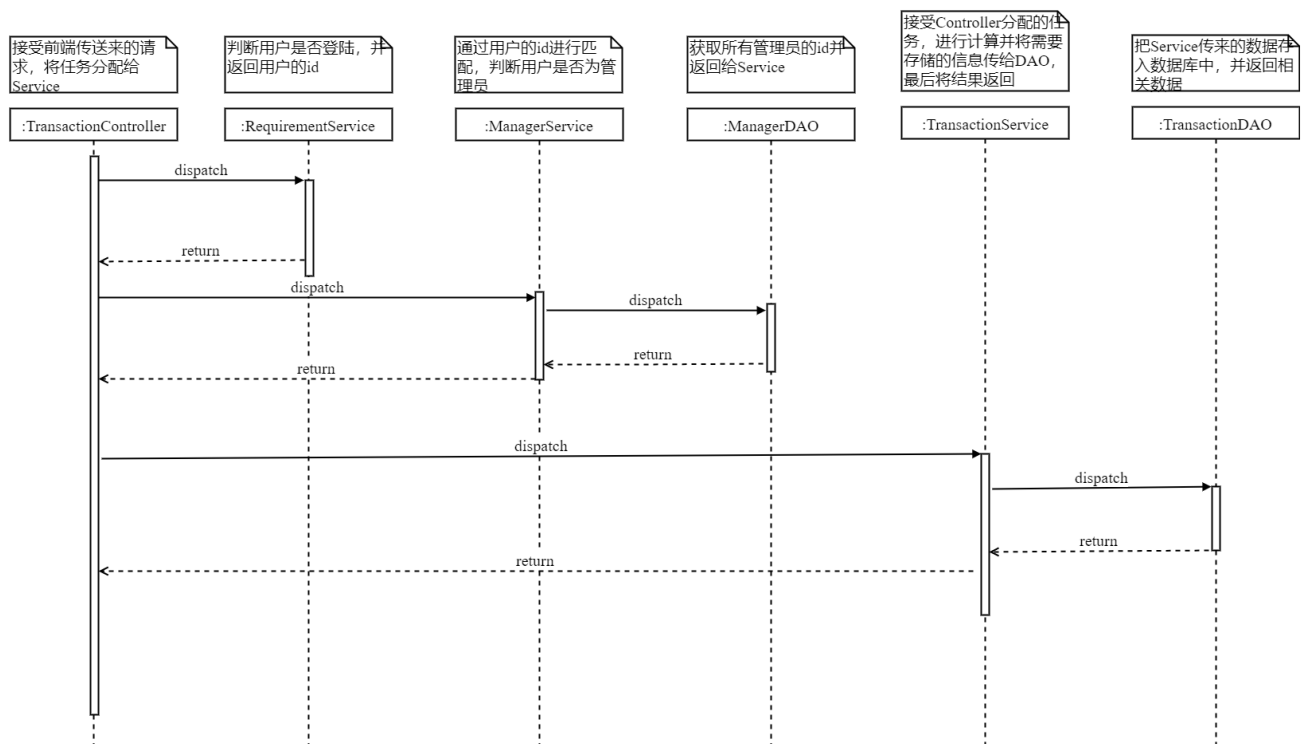 接受前端传送来的请
求，将任务分配给
Service
判断用户是否登陆，并
返回用户的id
通过用户的id进行匹
配，判断用户是否为管
理员
获取所有管理员的id并
返回给Service
接受Controller分配的任
务，进行计算并将需要
存储的信息传给DAO，
最后将结果返回
把Service传来的数据存
入数据库中，并返回相
关数据
:TransactionController
:RequirementService
:ManagerService
:ManagerDAO
:TransactionService
:TransactionDAO
dispatch
return
dispatch
dispatch
return
return
dispatch
dispatch
return
return